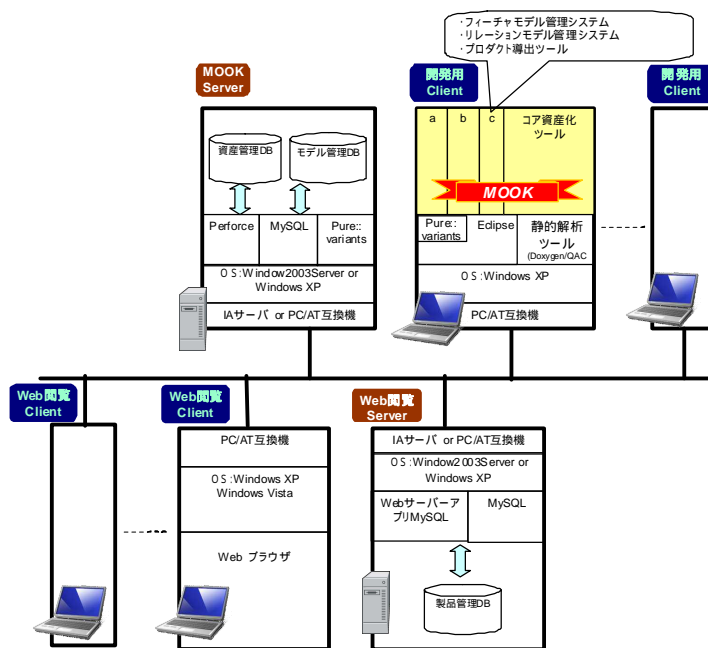 ・フィーチャモデル管理システム
・リレーションモデル管理システム
・プロダクト導出ツール
MOOK
Server
開発用
Client
開発用
Client
資産管理DB
モデル管理DB
a
b
c
コア資産化
ツール
MOOK
Perforce
MySQL
Pure::
variants
Pure::
variants
Eclipse
静的解析
ツール
(Doxygen/QAC
OS:Window2003Server or
Windows XP
OS:Windows XP
IAサーバ or PC/AT互換機
PC/AT互換機
Web閲覧
Client
Web閲覧
Client
Web閲覧
Server
PC/AT互換機
OS:Windows XP
Windows Vista
Web ブラウザ
IAサーバ or PC/AT互換機
OS:Window2003Server or
Windows XP
Webサーバーア
プリMySQL
MySQL
製品管理DB